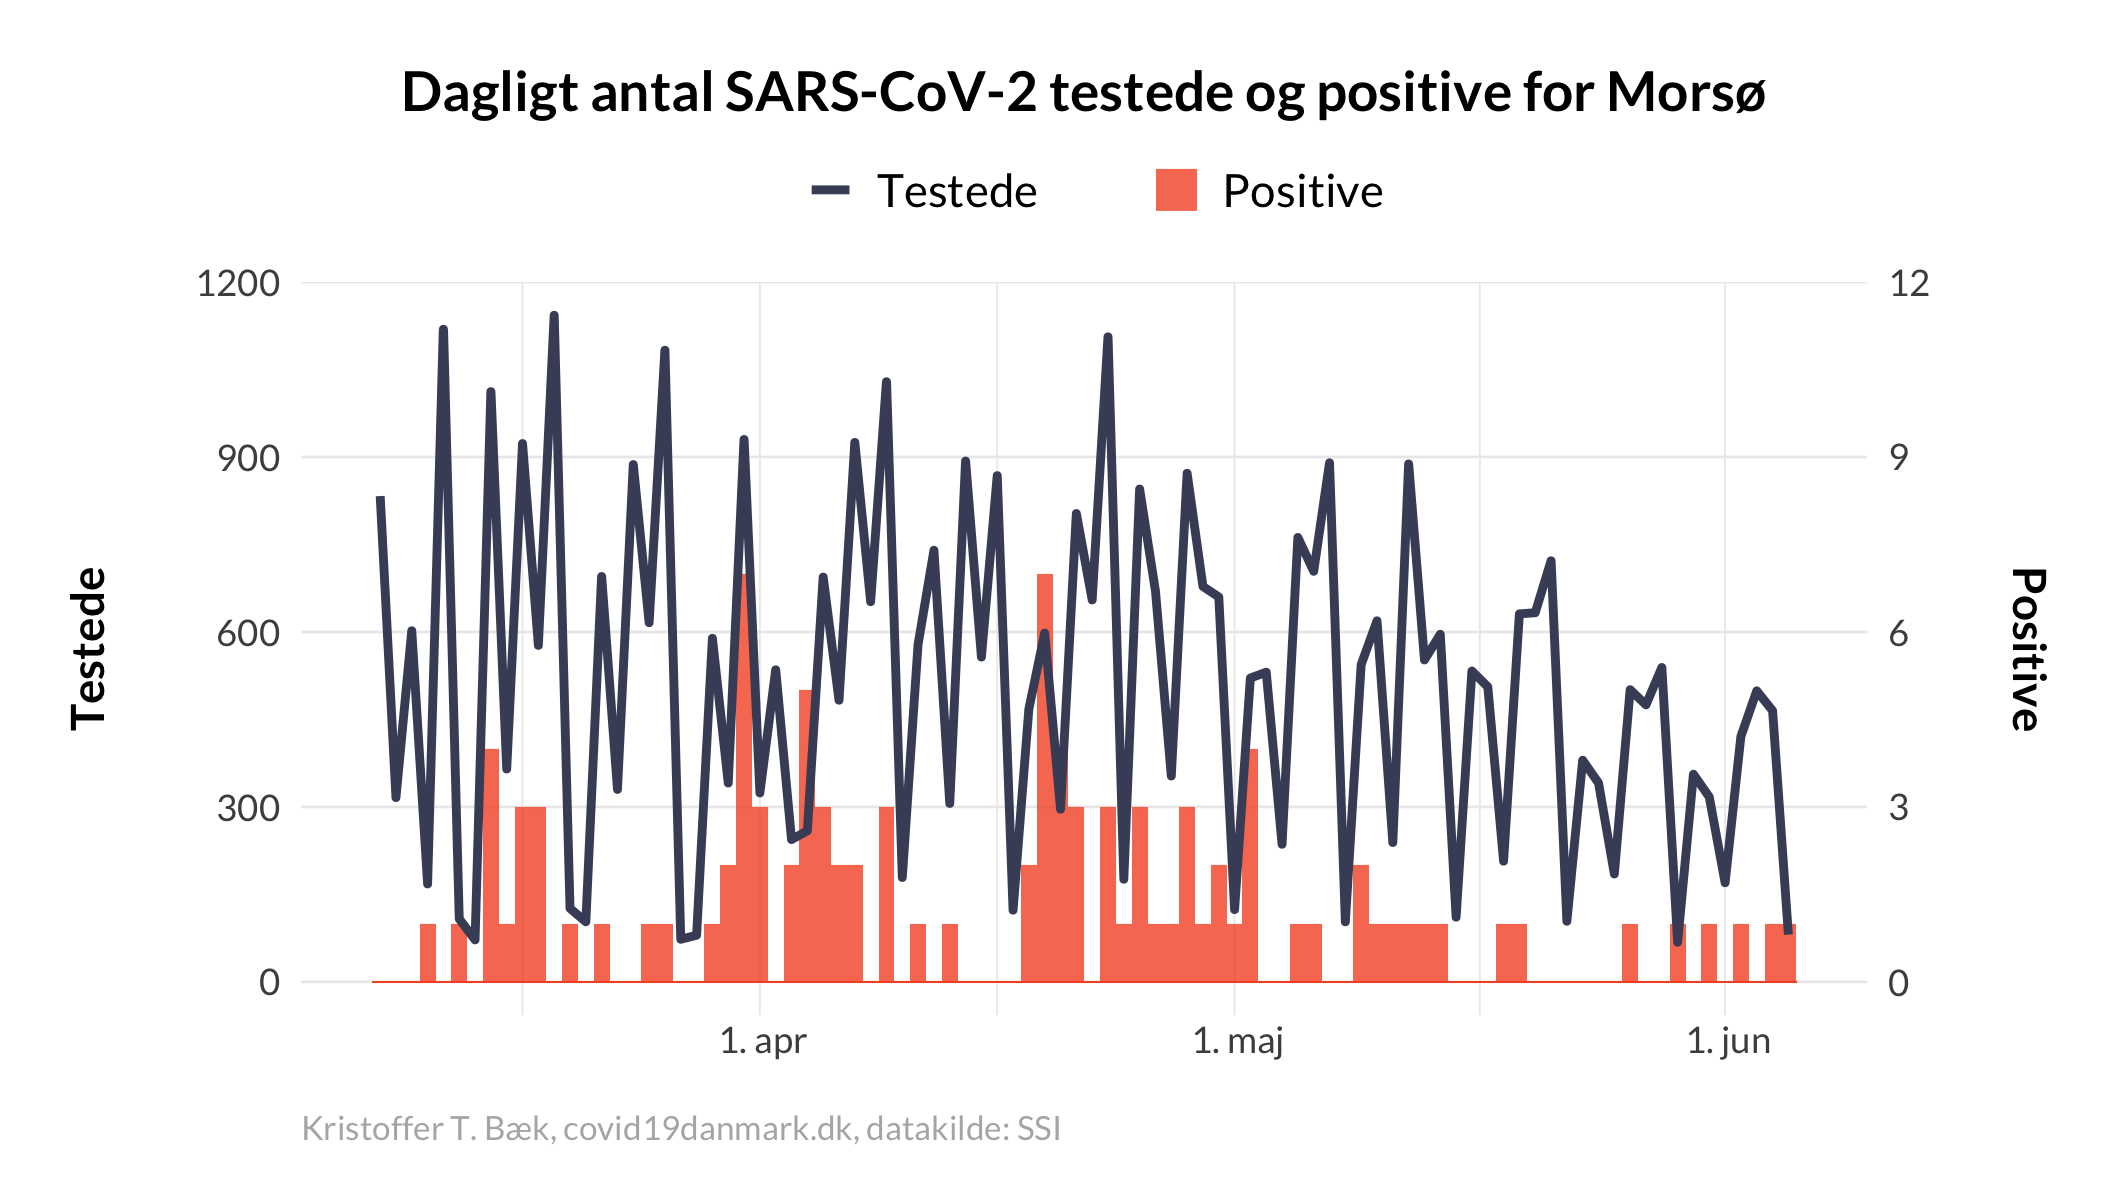 Dagligt antal SARS-CoV-2 testede og positive for Morsø
Testede Positive
1200 12
900 9
600 6
300 3
0 0
Testede
Positive
1. apr 1. maj 1. jun
Kristoffer T. Bæk, covid19danmark.dk, datakilde: SSI